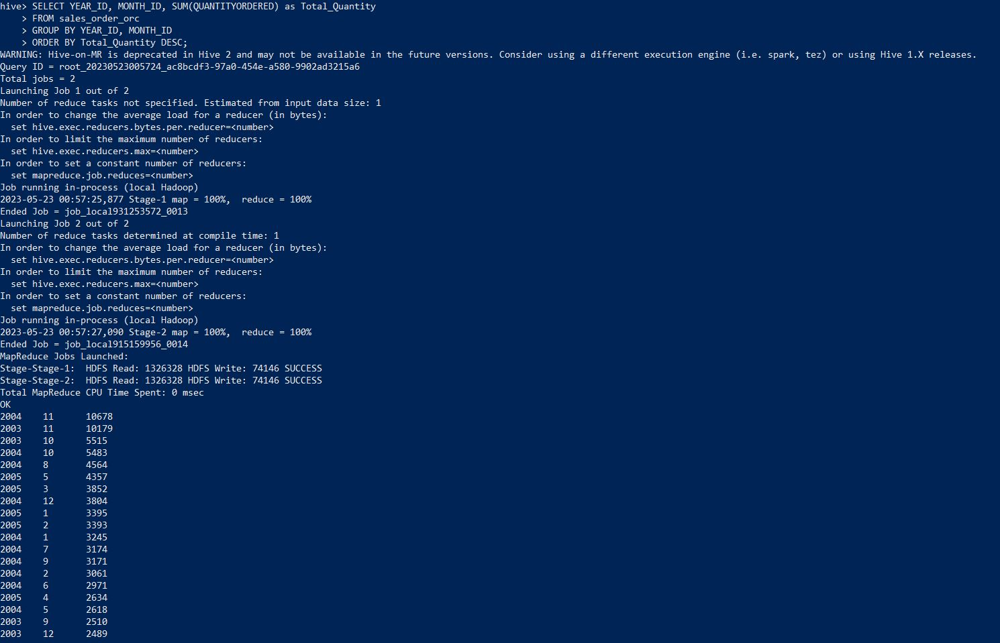 hive> SELECT YEAR_ID, MONTH_ID, SUM(QUANTITYORDERED) as Total_Quantity
    > FROM sales_order_orc
    > GROUP BY YEAR_ID, MONTH_ID
    > ORDER BY Total_Quantity DESC;
WARNING: Hive-on-MR is deprecated in Hive 2 and may not be available in the future versions. Consider using a different execution engine (i.e. spark, tez) or using Hive 1.X releases.
Query ID = root_20230523005724_ac8bcdf3-97a0-454e-a580-9902ad3215a6
Total jobs = 2
Launching Job 1 out of 2
Number of reduce tasks not specified. Estimated from input data size: 1
In order to change the average load for a reducer (in bytes):
  set hive.exec.reducers.bytes.per.reducer=<number>
In order to limit the maximum number of reducers:
  set hive.exec.reducers.max=<number>
In order to set a constant number of reducers:
  set mapreduce.job.reduces=<number>
Job running in-process (local Hadoop)
2023-05-23 00:57:25,877 Stage-1 map = 100%,  reduce = 100%
Ended Job = job_local931253572_0013
Launching Job 2 out of 2
Number of reduce tasks determined at compile time: 1
In order to change the average load for a reducer (in bytes):
  set hive.exec.reducers.bytes.per.reducer=<number>
In order to limit the maximum number of reducers:
  set hive.exec.reducers.max=<number>
In order to set a constant number of reducers:
  set mapreduce.job.reduces=<number>
Job running in-process (local Hadoop)
2023-05-23 00:57:27,090 Stage-2 map = 100%,  reduce = 100%
Ended Job = job_local915159956_0014
MapReduce Jobs Launched:
Stage-Stage-1:  HDFS Read: 1326328 HDFS Write: 74146 SUCCESS
Stage-Stage-2:  HDFS Read: 1326328 HDFS Write: 74146 SUCCESS
Total MapReduce CPU Time Spent: 0 msec
OK
2004    11      10678
2003    11      10179
2003    10      5515
2004    10      5483
2004    8       4564
2005    5       4357
2005    3       3852
2004    12      3804
2005    1       3395
2005    2       3393
2004    1       3245
2004    7       3174
2004    9       3171
2004    2       3061
2004    6       2971
2005    4       2634
2004    5       2618
2003    9       2510
2003    12      2489